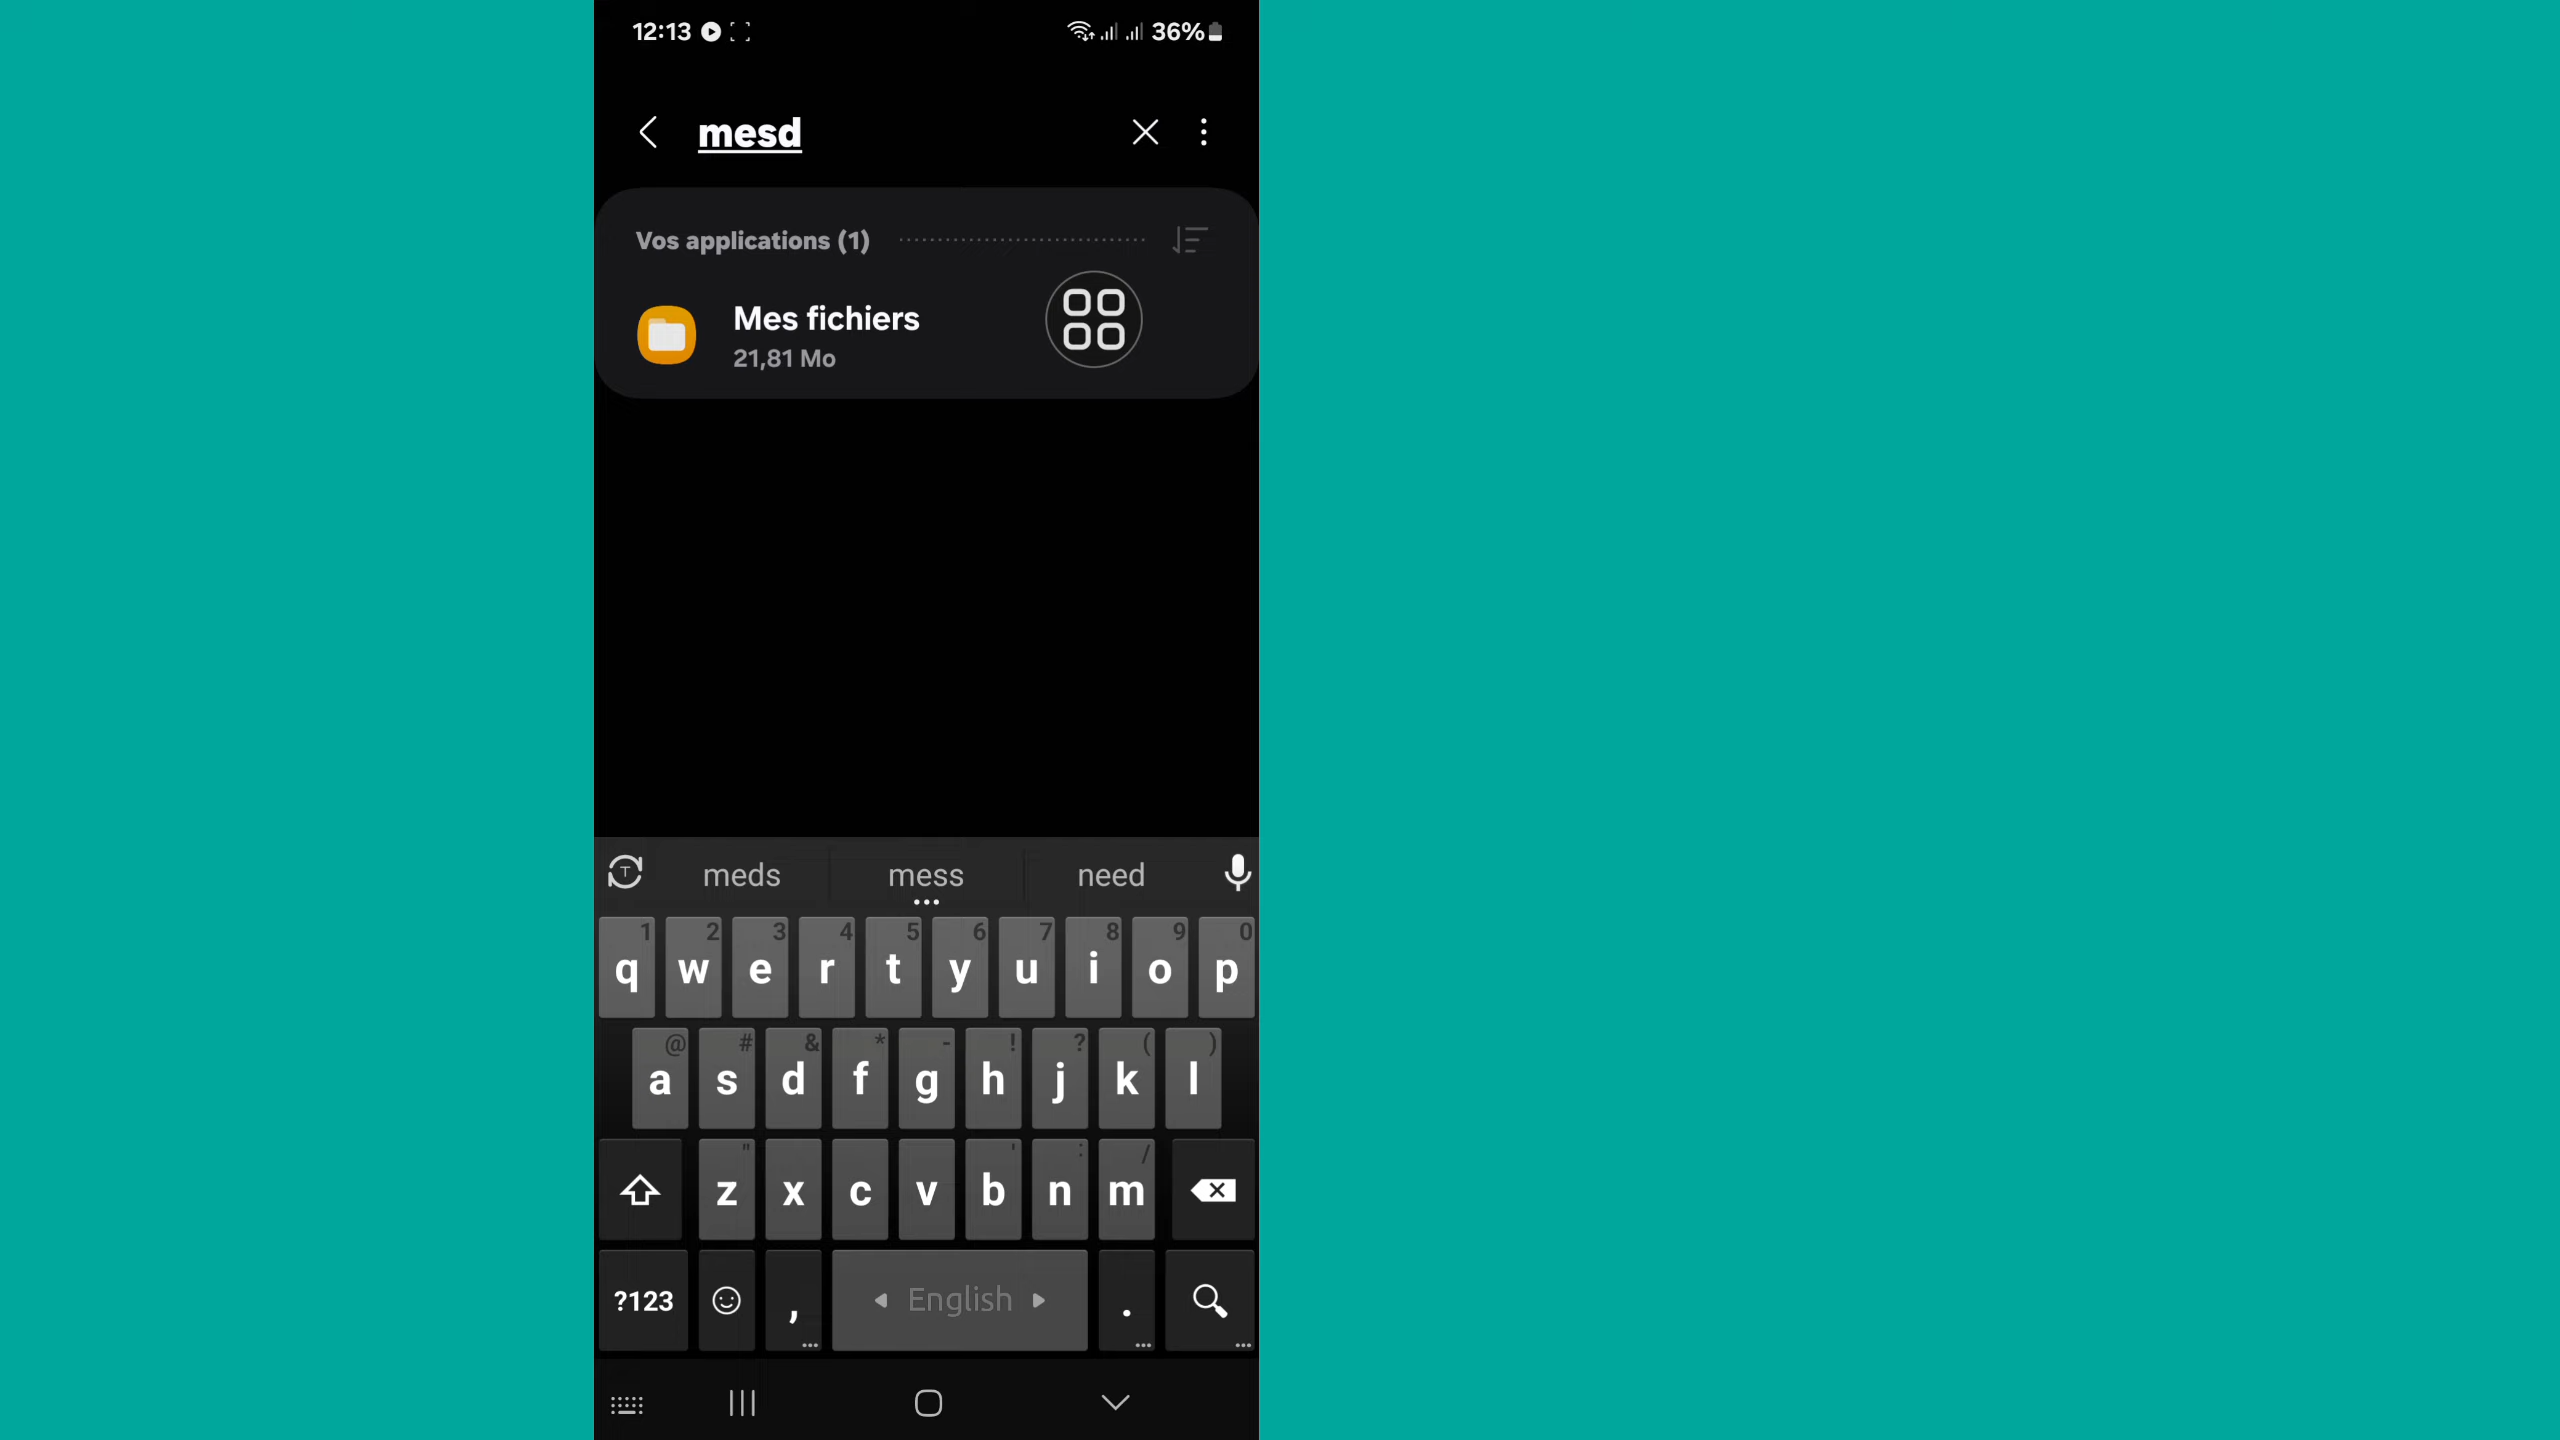 12:13 36%
mesd
Vos applications (1)
Mes fichiers
21,81 Mo
T meds mess need
1 2 3 4 5 6 7 8 9 0
q w e r t y u i o p
@ # & * - ! ? ( )
a s d f g h j k l
" ' : /
z x c v b n m
?123 , English .